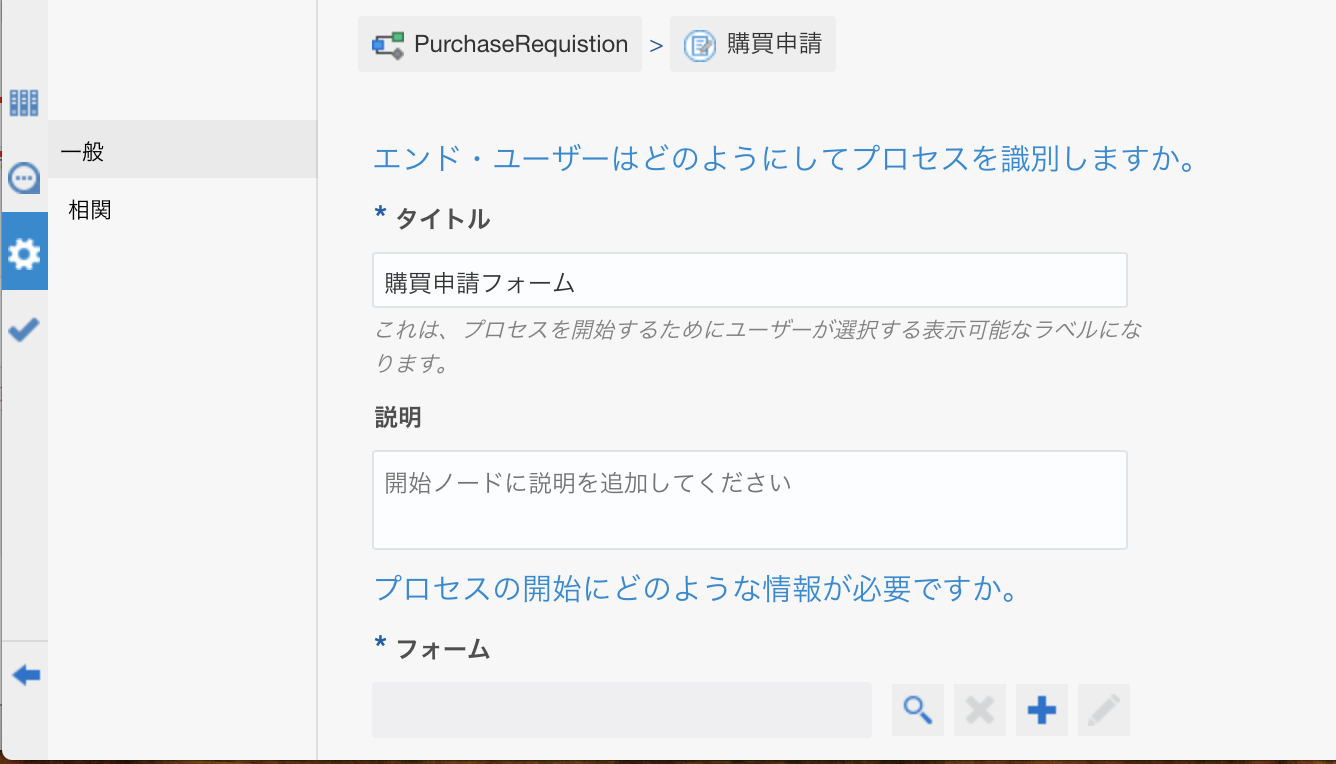 PurchaseRequistion > 購買申請
一般
相関
エンド・ユーザーはどのようにしてプロセスを識別しますか。
* タイトル
購買申請フォーム
これは、プロセスを開始するためにユーザーが選択する表示可能なラベルにな
ります。
説明
開始ノードに説明を追加してください
プロセスの開始にどのような情報が必要ですか。
* フォーム